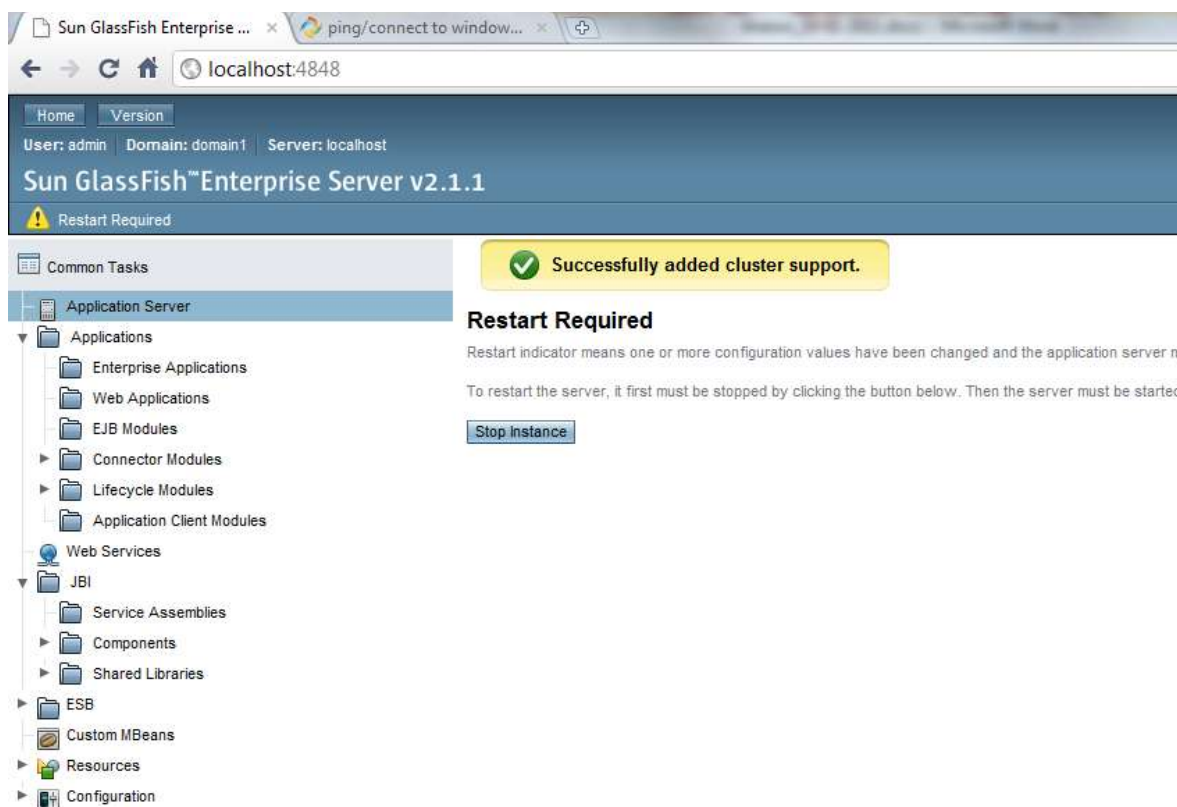 Sun GlassFish Enterprise ...
ping/connect to window...
localhost:4848
Home Version
User: admin Domain: domain1 Server: localhost
Sun GlassFish™Enterprise Server v2.1.1
Restart Required
Common Tasks
Successfully added cluster support.
Application Server
Restart Required
Applications
Restart indicator means one or more configuration values have been changed and the application server
Enterprise Applications
To restart the server, it first must be stopped by clicking the button below. Then the server must be started
Web Applications
EJB Modules
Stop Instance
Connector Modules
Lifecycle Modules
Application Client Modules
Web Services
JBI
Service Assemblies
Components
Shared Libraries
ESB
Custom MBeans
Resources
Configuration